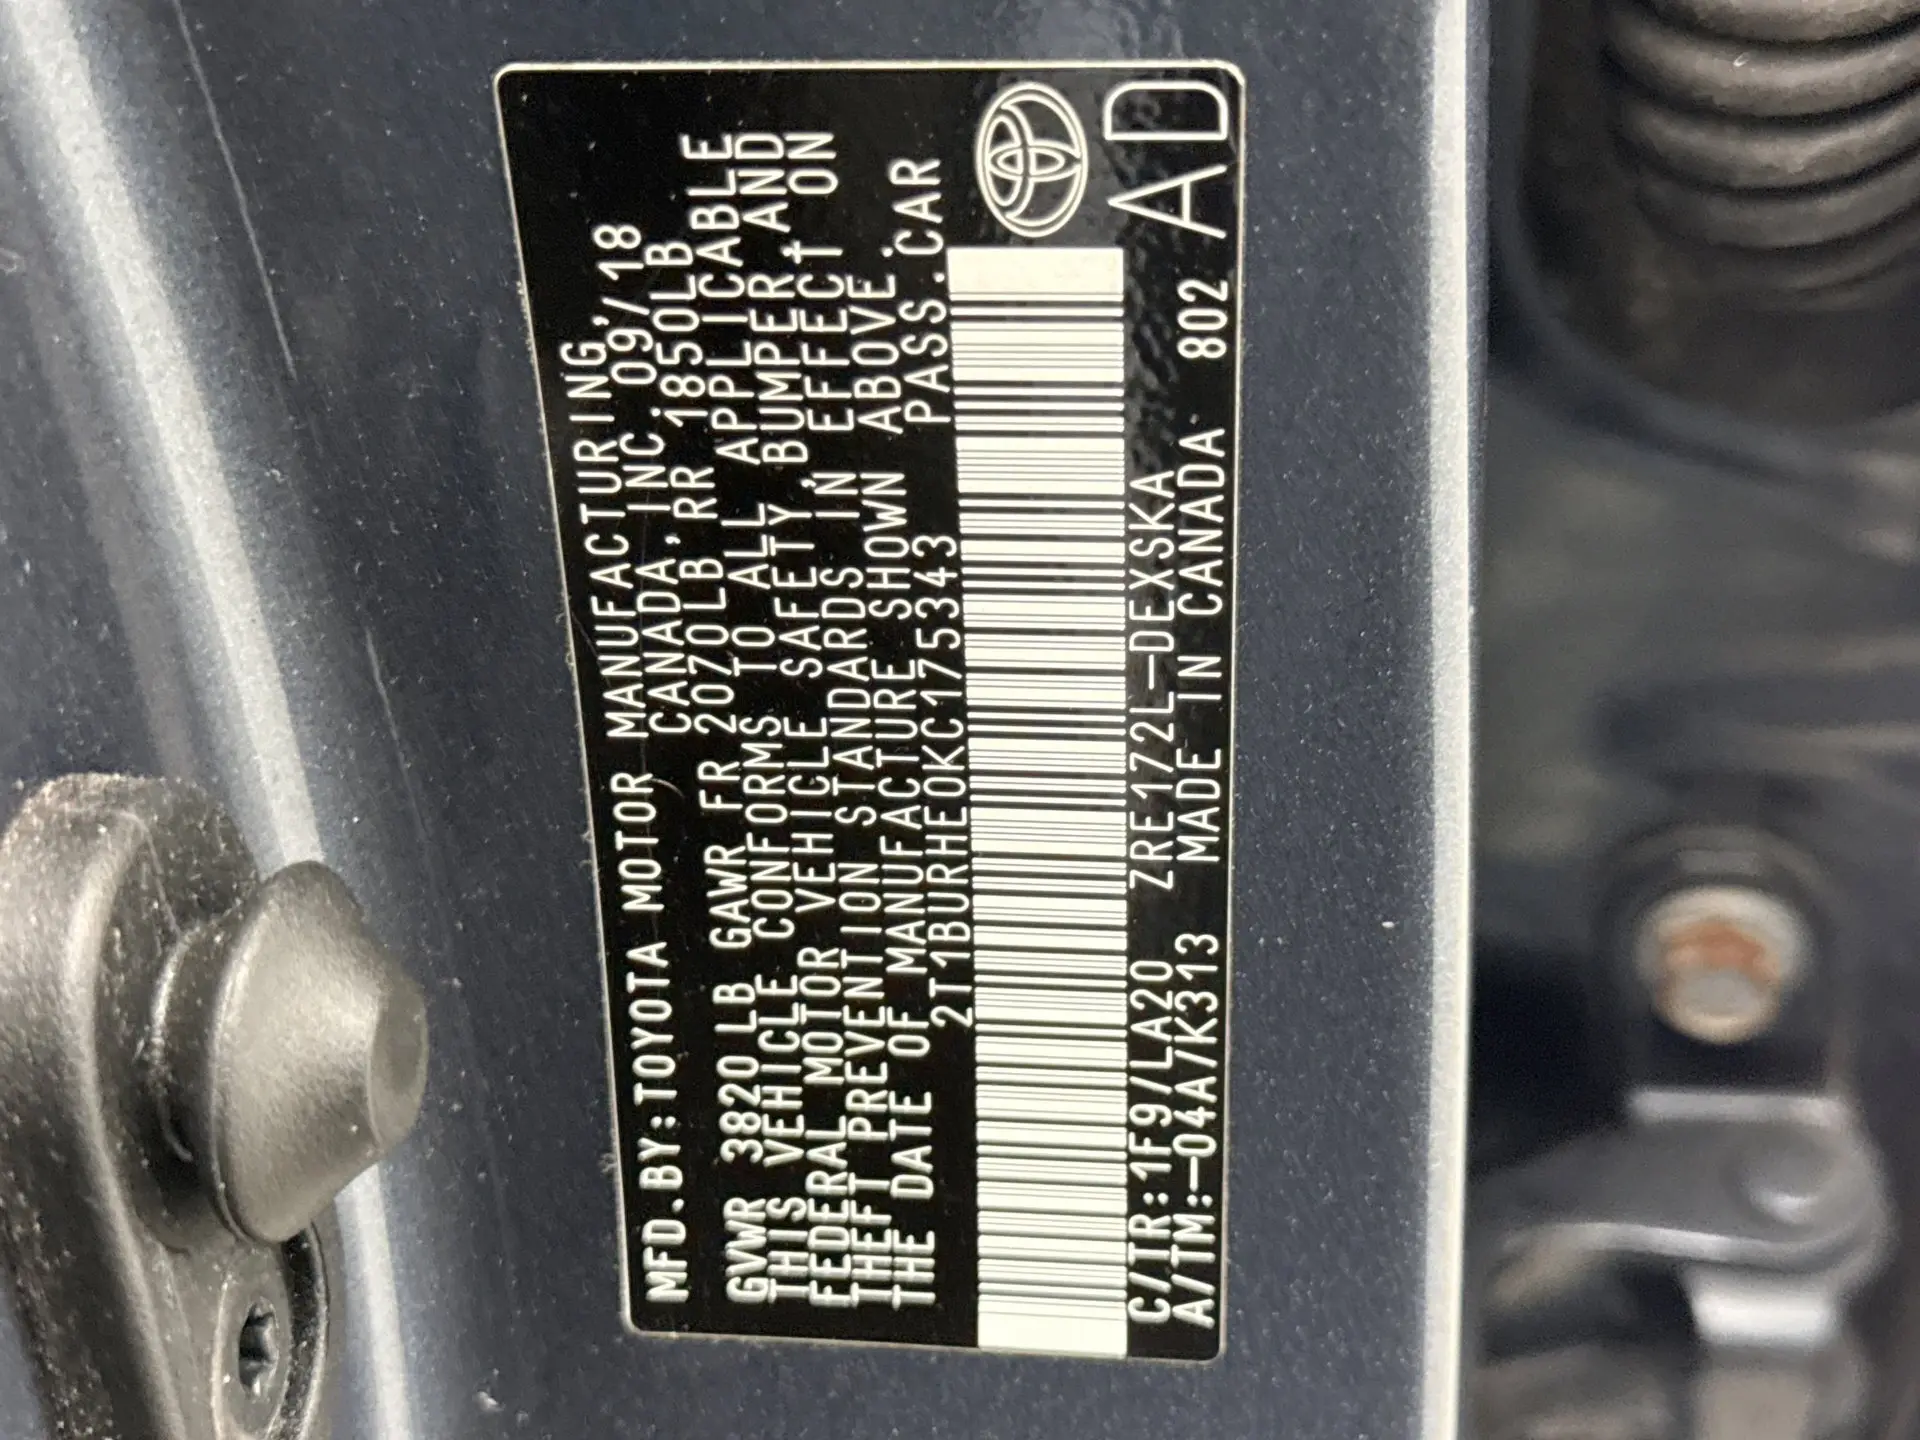 MFD.BY:TOYOTA MOTOR MANUFACTURING,
CANADA, INC. 09/18
GVWR 3820LB GAWR FR 2070LB, RR 1850LB
THIS VEHICLE CONFORMS TO ALL APPLICABLE
FEDERAL MOTOR VEHICLE SAFETY, BUMPER, AND
THEFT PREVENTION STANDARDS IN EFFECT ON
THE DATE OF MANUFACTURE SHOWN ABOVE.
2T1BURHE0KC175343 PASS.CAR
C/TR:1F9/LA20 ZRE172L-DEXSKA
A/TM:-04A/K313 MADE IN CANADA 802
AD